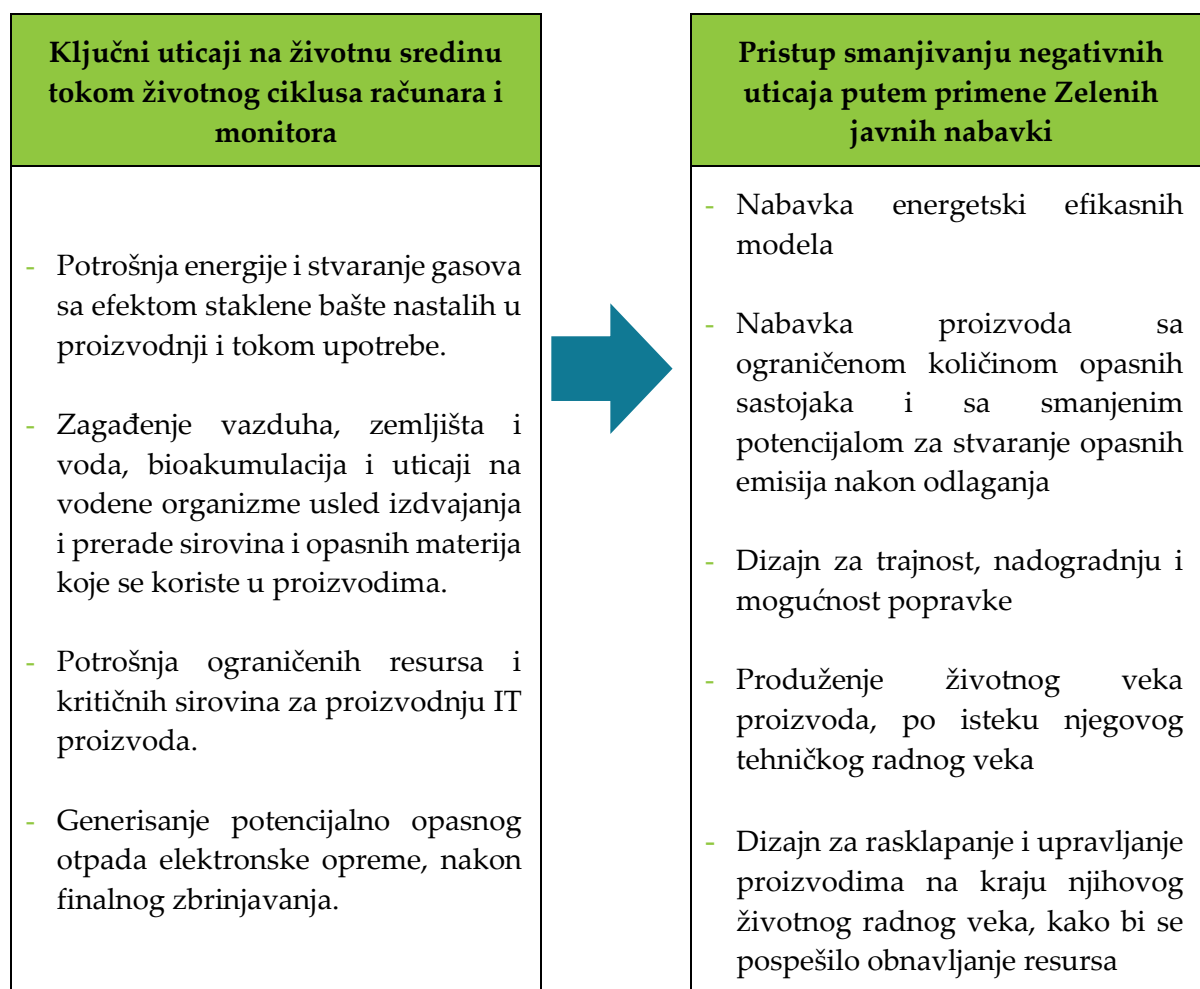 Ključni uticaji na životnu sredinu
tokom životnog ciklusa računara i
monitora
- Potrošnja energije i stvaranje gasova
sa efektom staklene bašte nastalih u
proizvodnji i tokom upotrebe.
- Zagađenje vazduha, zemljišta i
voda, bioakumulacija i uticaji na
vodene organizme usled izdvajanja
i prerade sirovina i opasnih materija
koje se koriste u proizvodima.
- Potrošnja ograničenih resursa i
kritičnih sirovina za proizvodnju IT
proizvoda.
- Generisanje potencijalno opasnog
otpada elektronske opreme, nakon
finalnog zbrinjavanja.
Pristup smanjivanju negativnih
uticaja putem primene Zelenih
javnih nabavki
- Nabavka energetski efikasnih
modela
- Nabavka proizvoda sa
ograničenom količinom opasnih
sastojaka i sa smanjenim
potencijalom za stvaranje opasnih
emisija nakon odlaganja
- Dizajn za trajnost, nadogradnju i
mogućnost popravke
- Produženje životnog veka
proizvoda, po isteku njegovog
tehničkog radnog veka
- Dizajn za rasklapanje i upravljanje
proizvodima na kraju njihovog
životnog radnog veka, kako bi se
pospešilo obnavljanje resursa